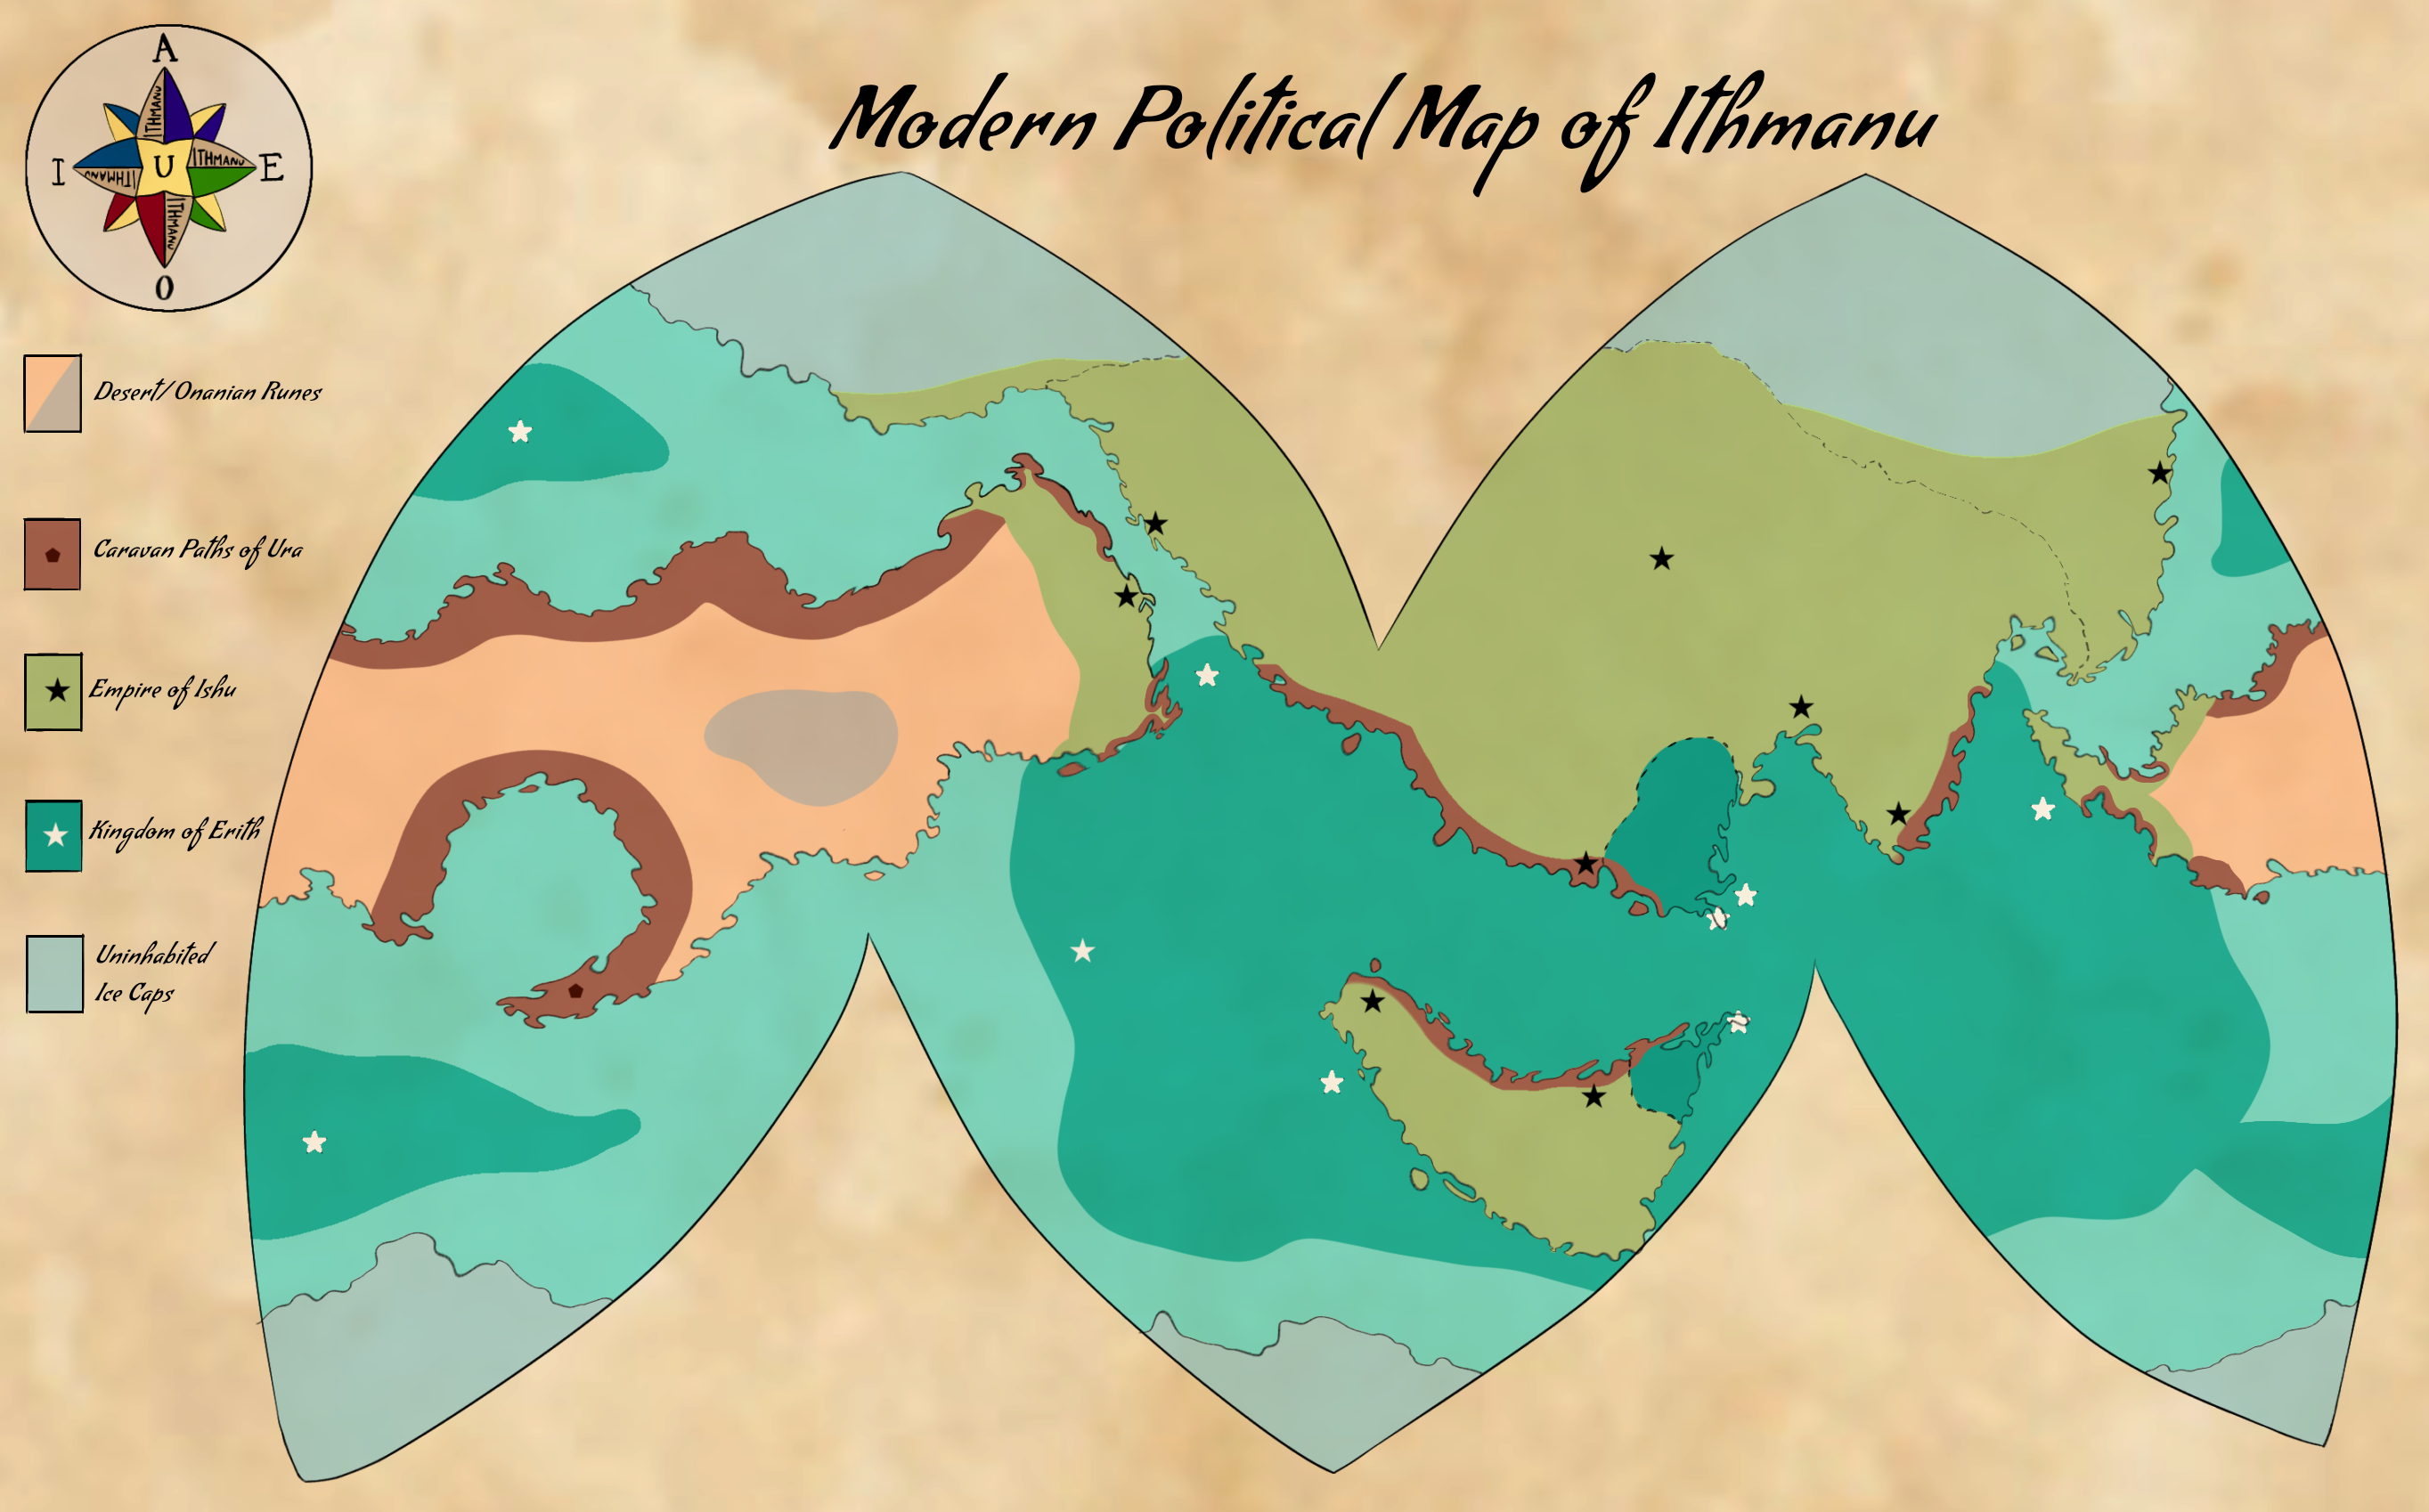 Modern Political Map of Ithmanu
A
ITHMANU
I
U
ITHMANU
E
ITHMANU
ITHMANU
O
Desert/Onanian Runes
Caravan Paths of Ura
Empire of Ishu
Kingdom of Erith
Uninhabited
Ice Caps